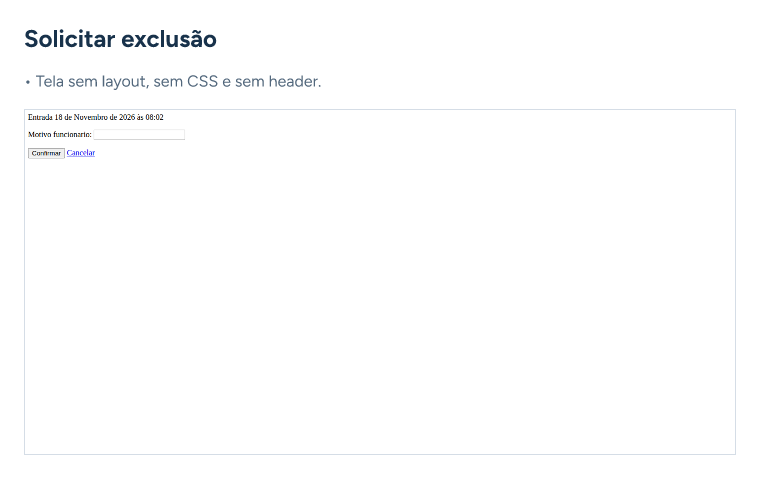 Solicitar exclusão
• Tela sem layout, sem CSS e sem header.
Entrada 18 de Novembro de 2026 às 08:02
Motivo funcionario:
Confirmar Cancelar